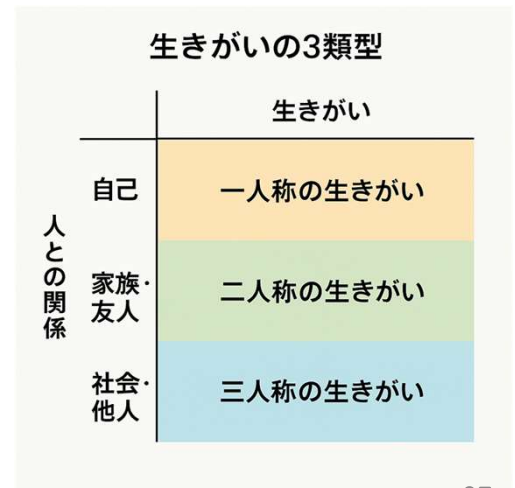 生きがいの3類型
生きがい
人との関係
自己
一人称の生きがい
家族・
友人
二人称の生きがい
社会・
他人
三人称の生きがい